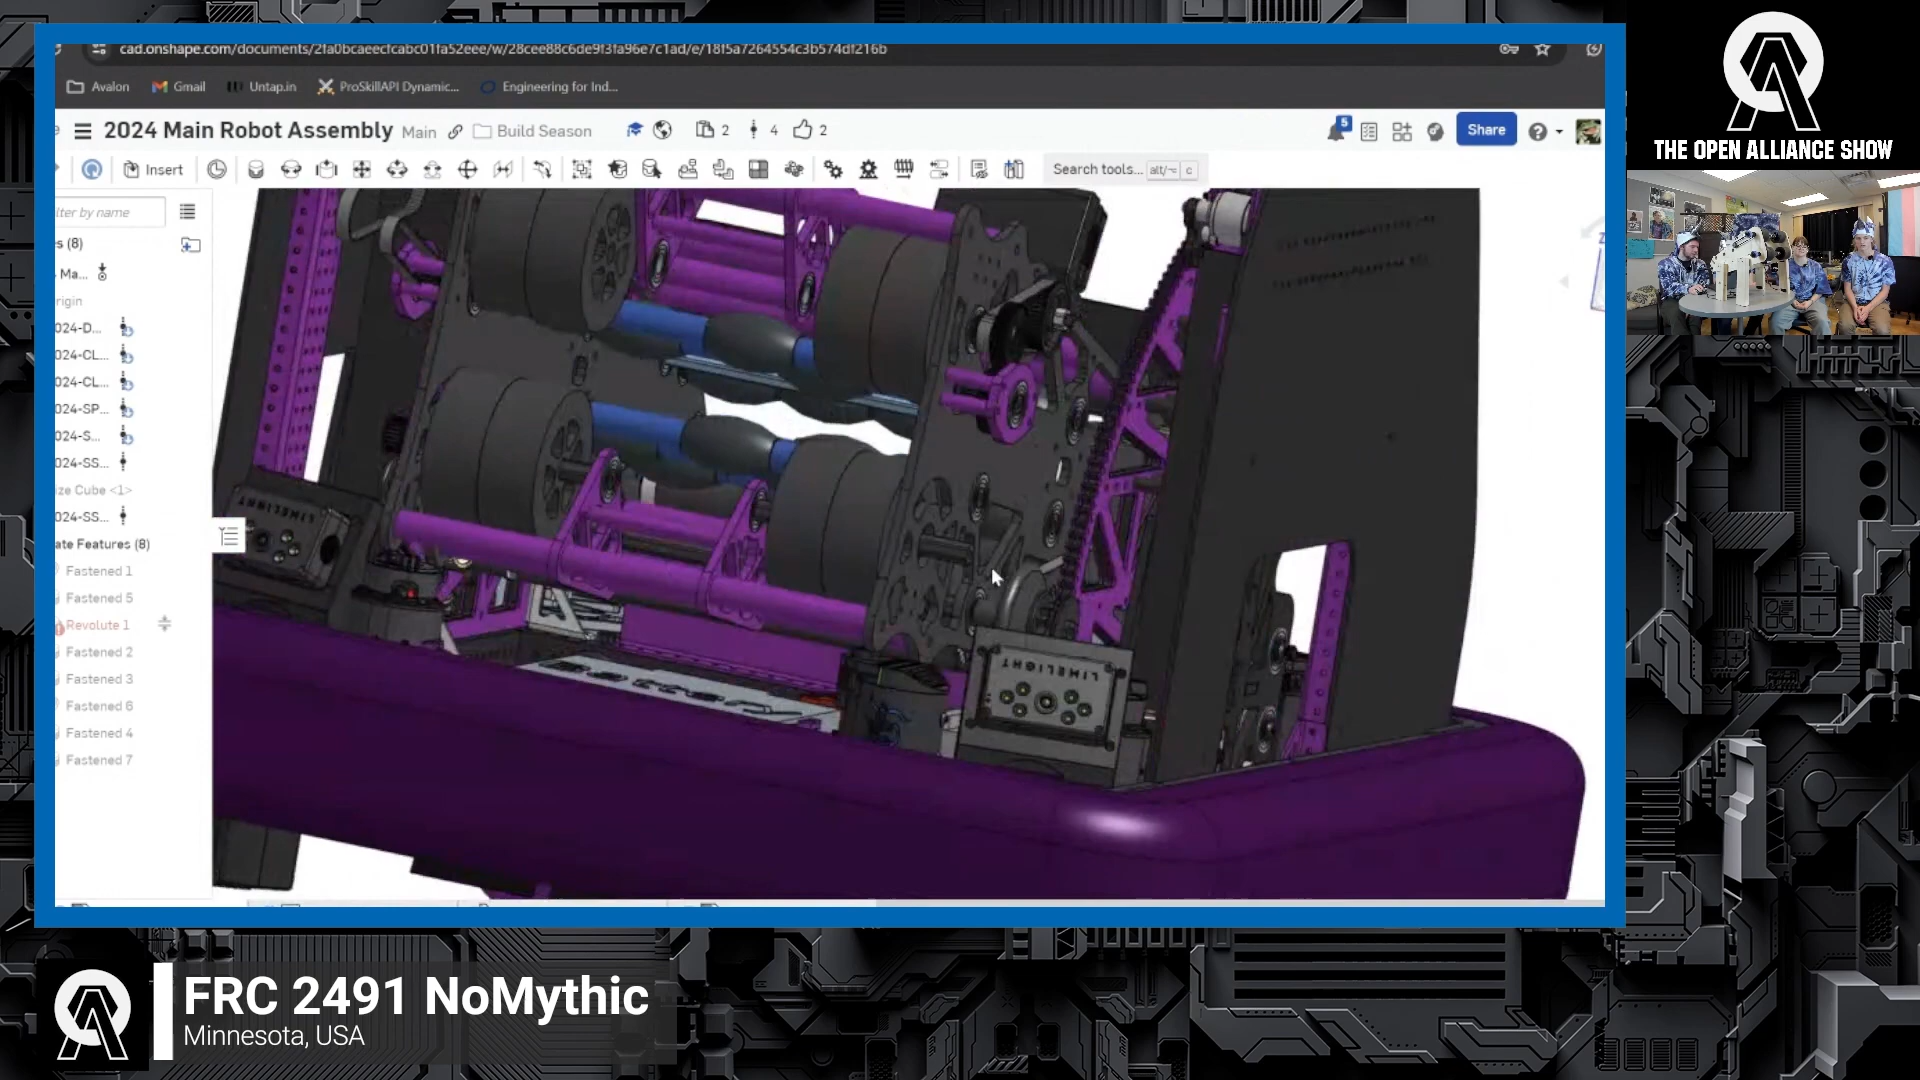 cad.onshape.com/documents/2fa0bcaeecfcabc01fa52eee/w/28cee88c6de9f3fa96e7c1ad/e/18f5a7264554c3b574df216b
Avalon
Gmail
Untap.in
ProSkillAPI Dynamic...
Engineering for Ind...
2024 Main Robot Assembly
Main
Build Season
2
4
2
5
Share
Insert
Search tools...
alt/⌥
c
lter by name
s (8)
Ma...
rigin
024-D...
024-CL...
024-CL...
024-SP...
024-S...
024-SS...
ize Cube <1>
024-SS...
ate Features (8)
Fastened 1
Fastened 5
Revolute 1
Fastened 2
Fastened 3
Fastened 6
Fastened 4
Fastened 7
LIMELIGHT
LIMELIGHT
THE OPEN ALLIANCE SHOW
FRC 2491 NoMythic
Minnesota, USA